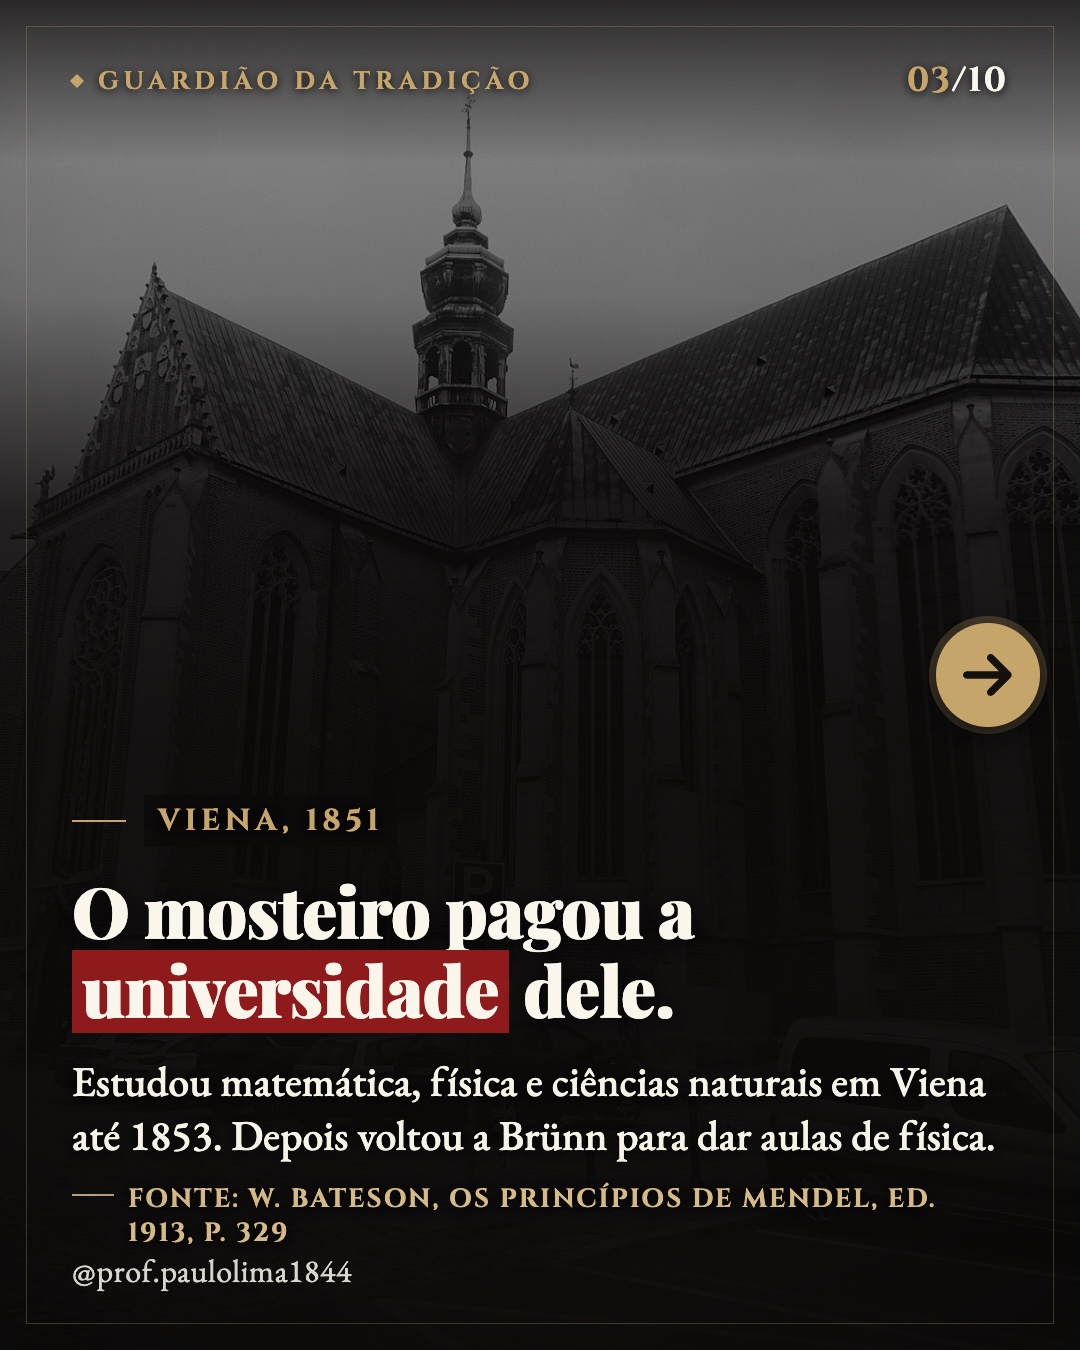 GUARDIÃO DA TRADIÇÃO
03/10
VIENA, 1851
O mosteiro pagou a
universidade dele.
Estudou matemática, física e ciências naturais em Viena
até 1853. Depois voltou a Brünn para dar aulas de física.
FONTE: W. BATESON, OS PRINCÍPIOS DE MENDEL, ED.
1913, P. 329
@prof.paulolima1844